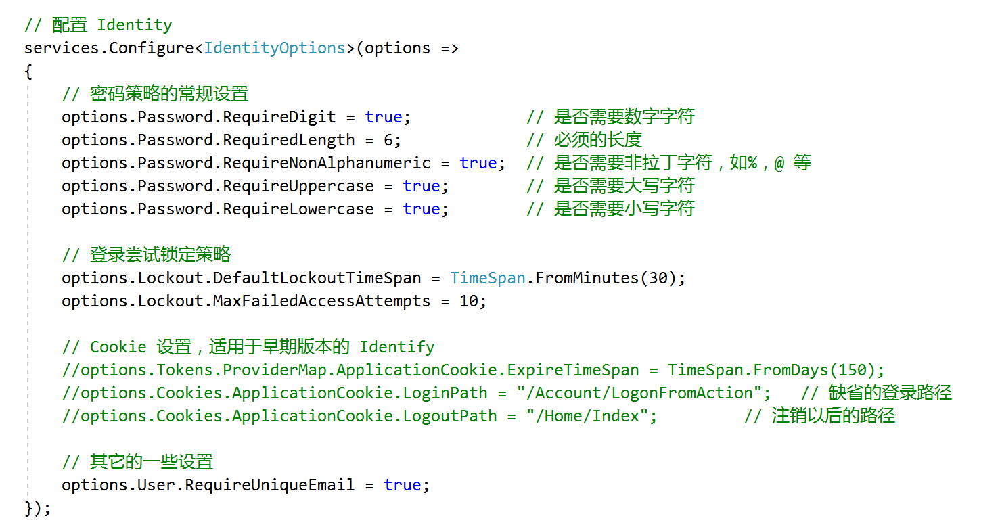 // 配置 Identity
services.Configure<IdentityOptions>(options =>
{
    // 密码策略的常规设置
    options.Password.RequireDigit = true;            // 是否需要数字字符
    options.Password.RequiredLength = 6;             // 必须的长度
    options.Password.RequireNonAlphanumeric = true;  // 是否需要非拉丁字符，如%，@ 等
    options.Password.RequireUppercase = true;        // 是否需要大写字符
    options.Password.RequireLowercase = true;        // 是否需要小写字符

    // 登录尝试锁定策略
    options.Lockout.DefaultLockoutTimeSpan = TimeSpan.FromMinutes(30);
    options.Lockout.MaxFailedAccessAttempts = 10;

    // Cookie 设置，适用于早期版本的 Identify
    //options.Tokens.ProviderMap.ApplicationCookie.ExpireTimeSpan = TimeSpan.FromDays(150);
    //options.Cookies.ApplicationCookie.LoginPath = "/Account/LogonFromAction";   // 缺省的登录路径
    //options.Cookies.ApplicationCookie.LogoutPath = "/Home/Index";         // 注销以后的路径

    // 其它的一些设置
    options.User.RequireUniqueEmail = true;
});